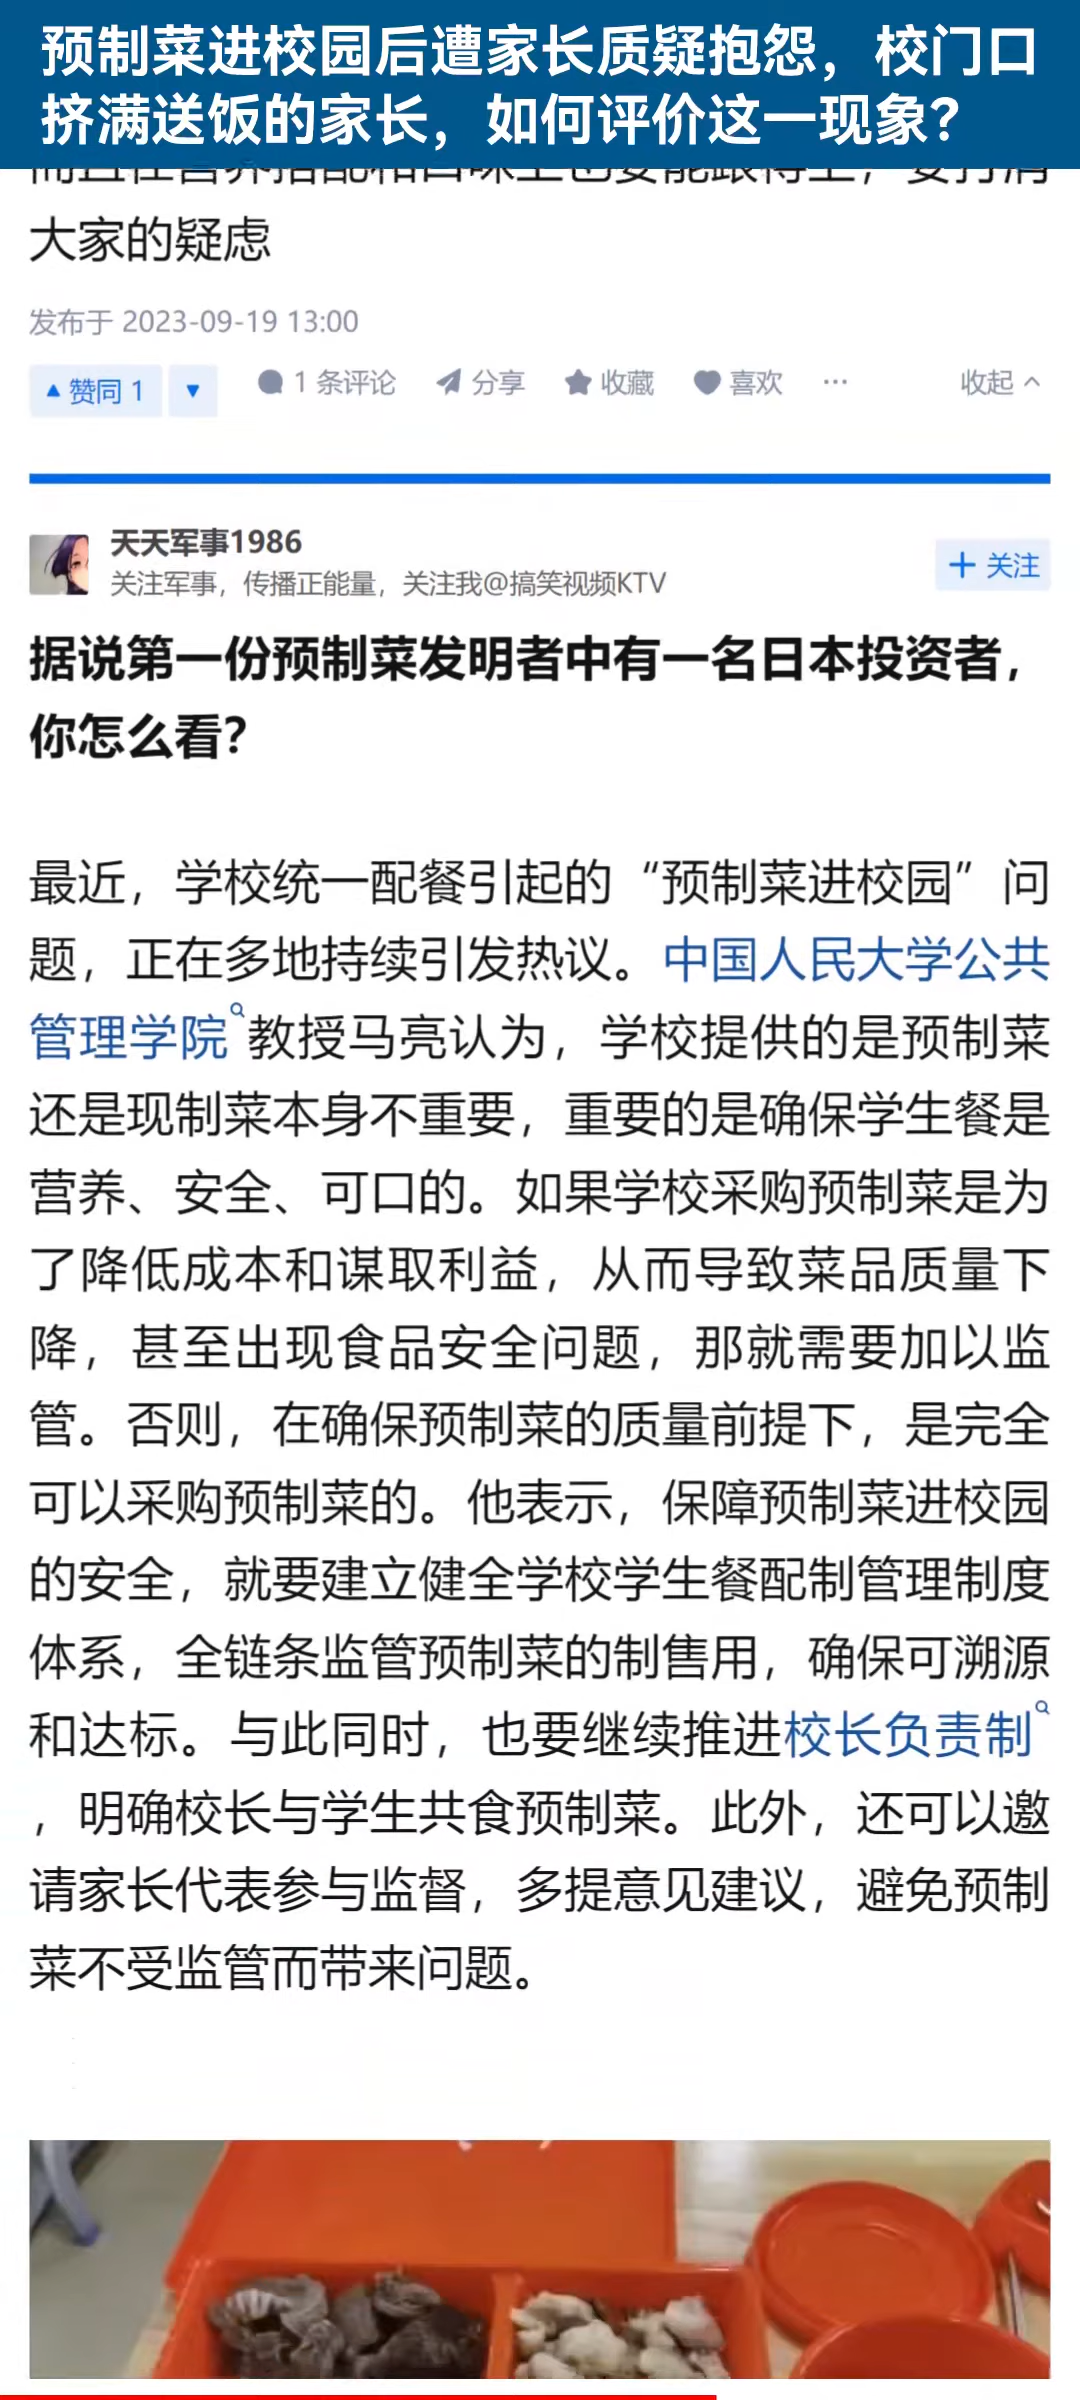 预制菜进校园后遭家长质疑抱怨，校门口
挤满送饭的家长，如何评价这一现象？
而且在营养搭配和口味上也要能跟得上，要打消
大家的疑虑
发布于 2023-09-19 13:00
赞同 1
1 条评论
分享
收藏
喜欢
收起
天天军事1986
关注军事，传播正能量，关注我@搞笑视频KTV
+ 关注
据说第一份预制菜发明者中有一名日本投资者，
你怎么看？
最近，学校统一配餐引起的“预制菜进校园”问
题，正在多地持续引发热议。中国人民大学公共
管理学院教授马亮认为，学校提供的是预制菜
还是现制菜本身不重要，重要的是确保学生餐是
营养、安全、可口的。如果学校采购预制菜是为
了降低成本和谋取利益，从而导致菜品质量下
降，甚至出现食品安全问题，那就需要加以监
管。否则，在确保预制菜的质量前提下，是完全
可以采购预制菜的。他表示，保障预制菜进校园
的安全，就要建立健全学校学生餐配制管理制度
体系，全链条监管预制菜的制售用，确保可溯源
和达标。与此同时，也要继续推进校长负责制
，明确校长与学生共食预制菜。此外，还可以邀
请家长代表参与监督，多提意见建议，避免预制
菜不受监管而带来问题。